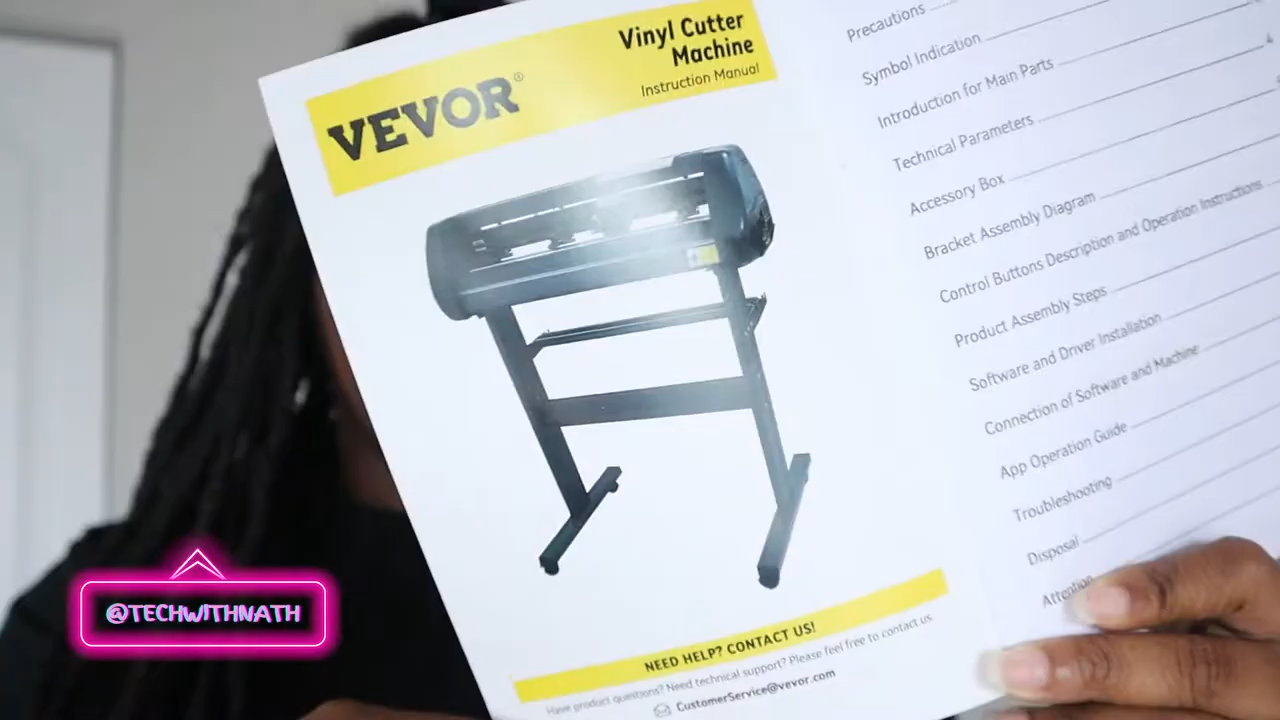 VEVOR®
Vinyl Cutter
Machine
Instruction Manual
NEED HELP? CONTACT US!
Have product questions? Need technical support? Please feel free to contact us
CustomerService@vevor.com
Precautions
Symbol Indication
Introduction for Main Parts
Technical Parameters
4
Accessory Box
Bracket Assembly Diagram
Control Buttons Description and Operation Instructions
Product Assembly Steps
Software and Driver Installation
Connection of Software and Machine
App Operation Guide
Troubleshooting
Disposal
Attention
@TECHWITHNATH